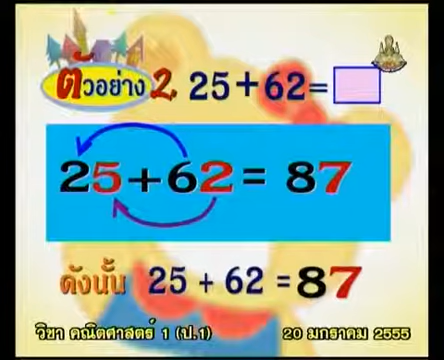 ตัวอย่าง 2. 25+62=
25+62= 87
ดังนั้น 25 + 62 =87
วิชา คณิตศาสตร์ 1 (ป.1) 20 มกราคม 2555